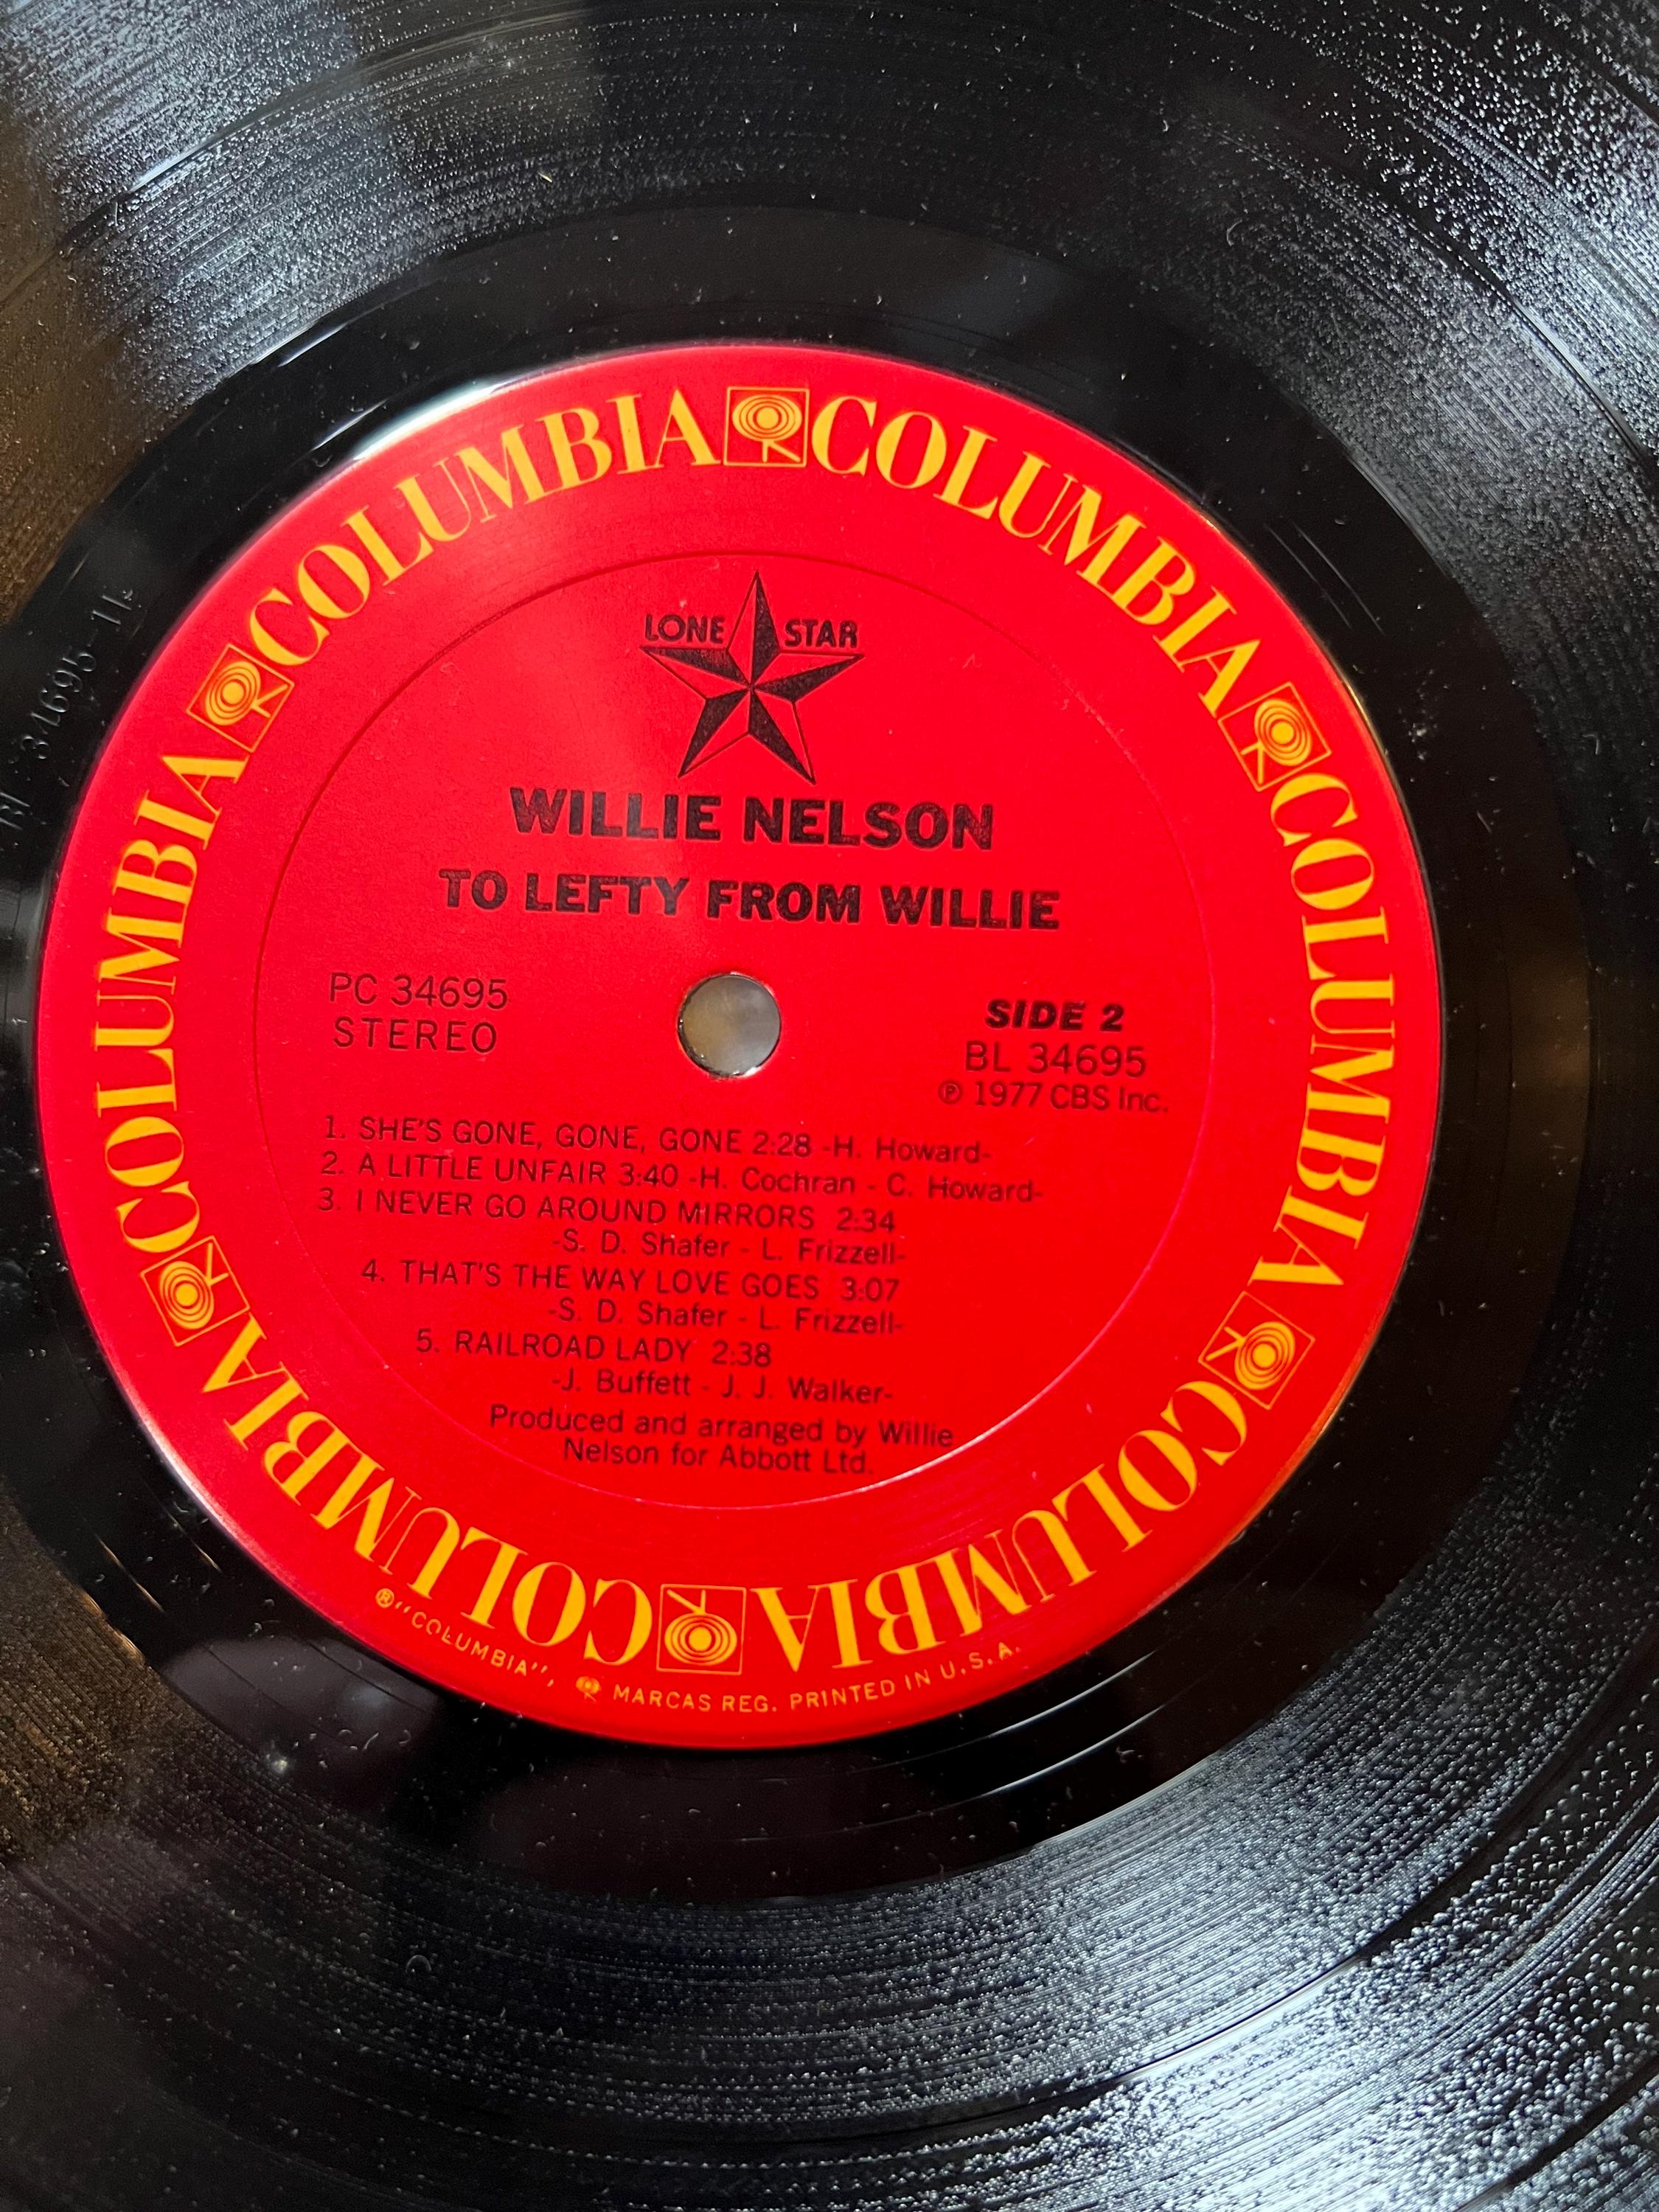 COLUMBIA COLUMBIA COLUMBIA COLUMBIA COLUMBIA COLUMBIA
LONE STAR
WILLIE NELSON
TO LEFTY FROM WILLIE
PC 34695
STEREO
SIDE 2
BL 34695
℗ 1977 CBS Inc.
1. SHE'S GONE, GONE, GONE 2:28 -H. Howard-
2. A LITTLE UNFAIR 3:40 -H. Cochran - C. Howard-
3. I NEVER GO AROUND MIRRORS 2:34
-S. D. Shafer - L. Frizzell-
4. THAT'S THE WAY LOVE GOES 3:07
-S. D. Shafer - L. Frizzell-
5. RAILROAD LADY 2:38
-J. Buffett - J. J. Walker-
Produced and arranged by Willie
Nelson for Abbott Ltd.
®"COLUMBIA", MARCAS REG. PRINTED IN U.S.A.